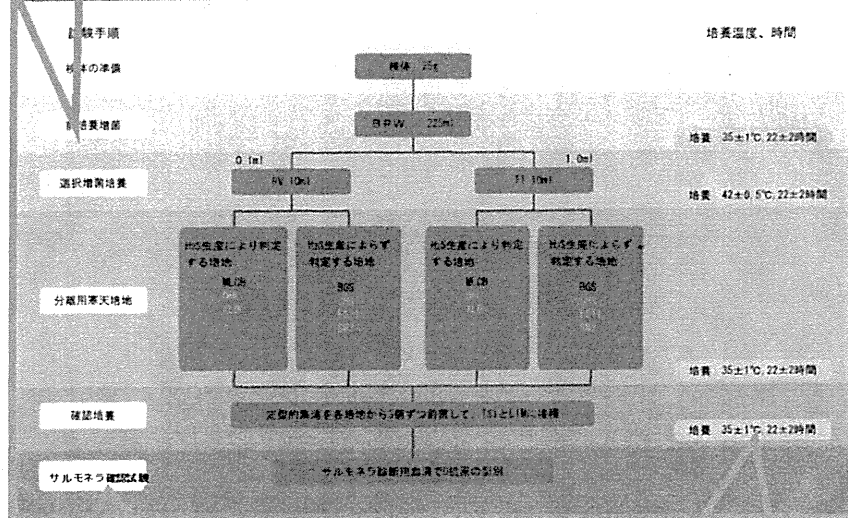 試験手順
培養温度、時間
検体の準備
検体 25g
前培養増菌
BPW 225ml
培養 35±1℃,22±2時間
0.1ml
1.0ml
選択増菌培養
RV 10ml
TT 10ml
培養 42±0.5℃,22±2時間
H₂S生産により判定
する培地
H₂S生産によらず
判定する培地
H₂S生産により判定
する培地
H₂S生産によらず
判定する培地
BGS
BGS
分離用寒天培地
培養 35±1℃,22±2時間
確認培養
定型的集落を各培地から3個ずつ釣菌して、TSIとLIMに接種
培養 35±1℃,22±2時間
サルモネラ確認試験
サルモネラ診断用血清でO抗原の型別